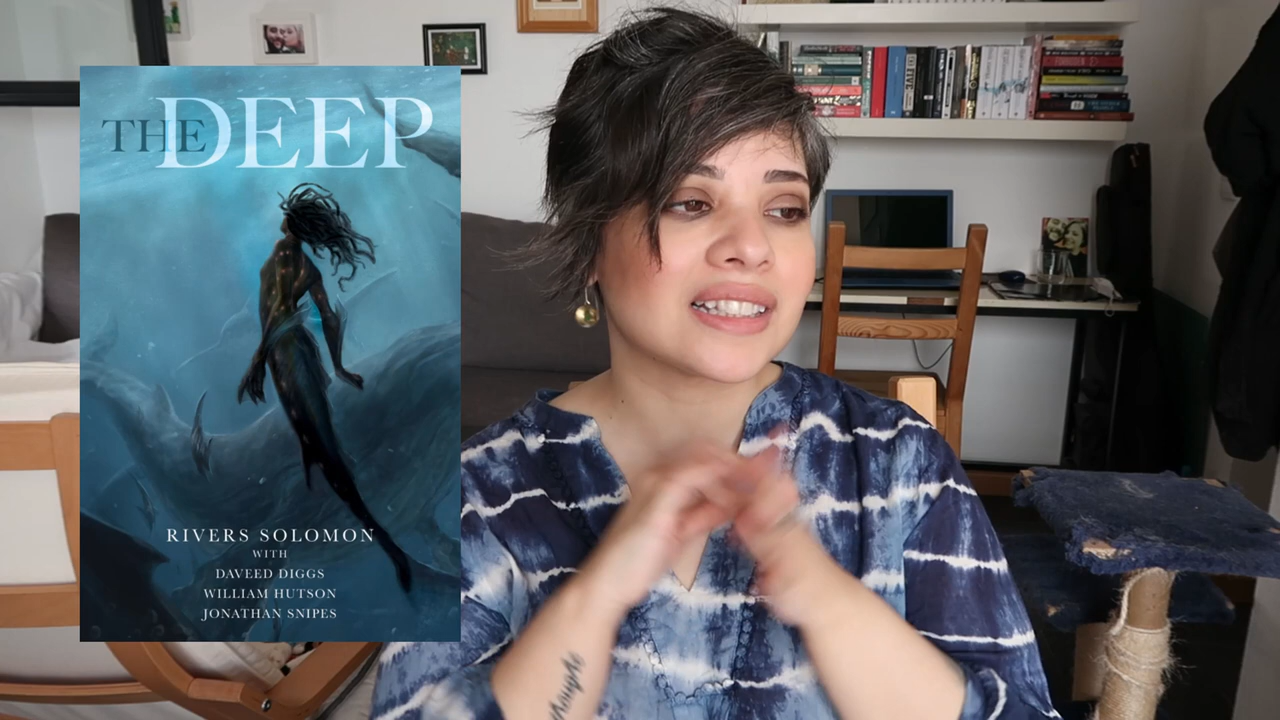 THE DEEP
RIVERS SOLOMON
WITH
DAVEED DIGGS
WILLIAM HUTSON
JONATHAN SNIPES